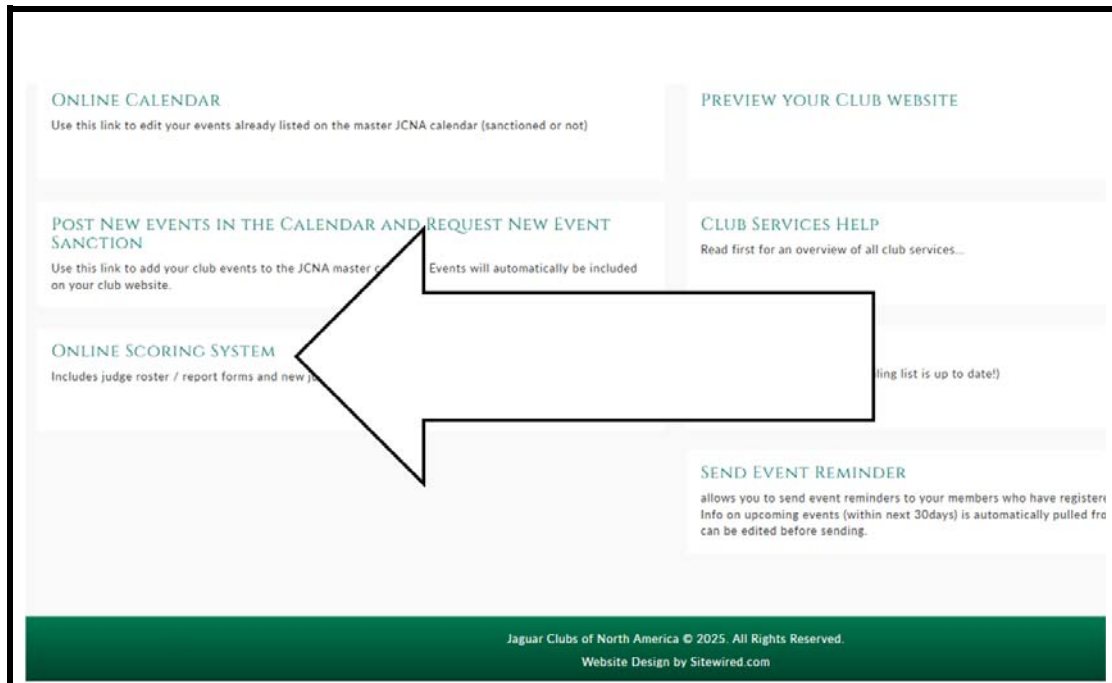 ONLINE CALENDAR
Use this link to edit your events already listed on the master JCNA calendar (sanctioned or not)
POST NEW EVENTS IN THE CALENDAR AND REQUEST NEW EVENT
SANCTION
Use this link to add your club events to the JCNA master Events will automatically be included
on your club website.
ONLINE SCORING SYSTEM
Includes judge roster / report forms and new
PREVIEW YOUR CLUB WEBSITE
CLUB SERVICES HELP
Read first for an overview of all club services...
list is up to date!)
SEND EVENT REMINDER
allows you to send event reminders to your members who have
Info on upcoming events (within next 30days) is automatically pulled
can be edited before sending.
Jaguar Clubs of North America © 2025. All Rights Reserved.
Website Design by Sitewired.com